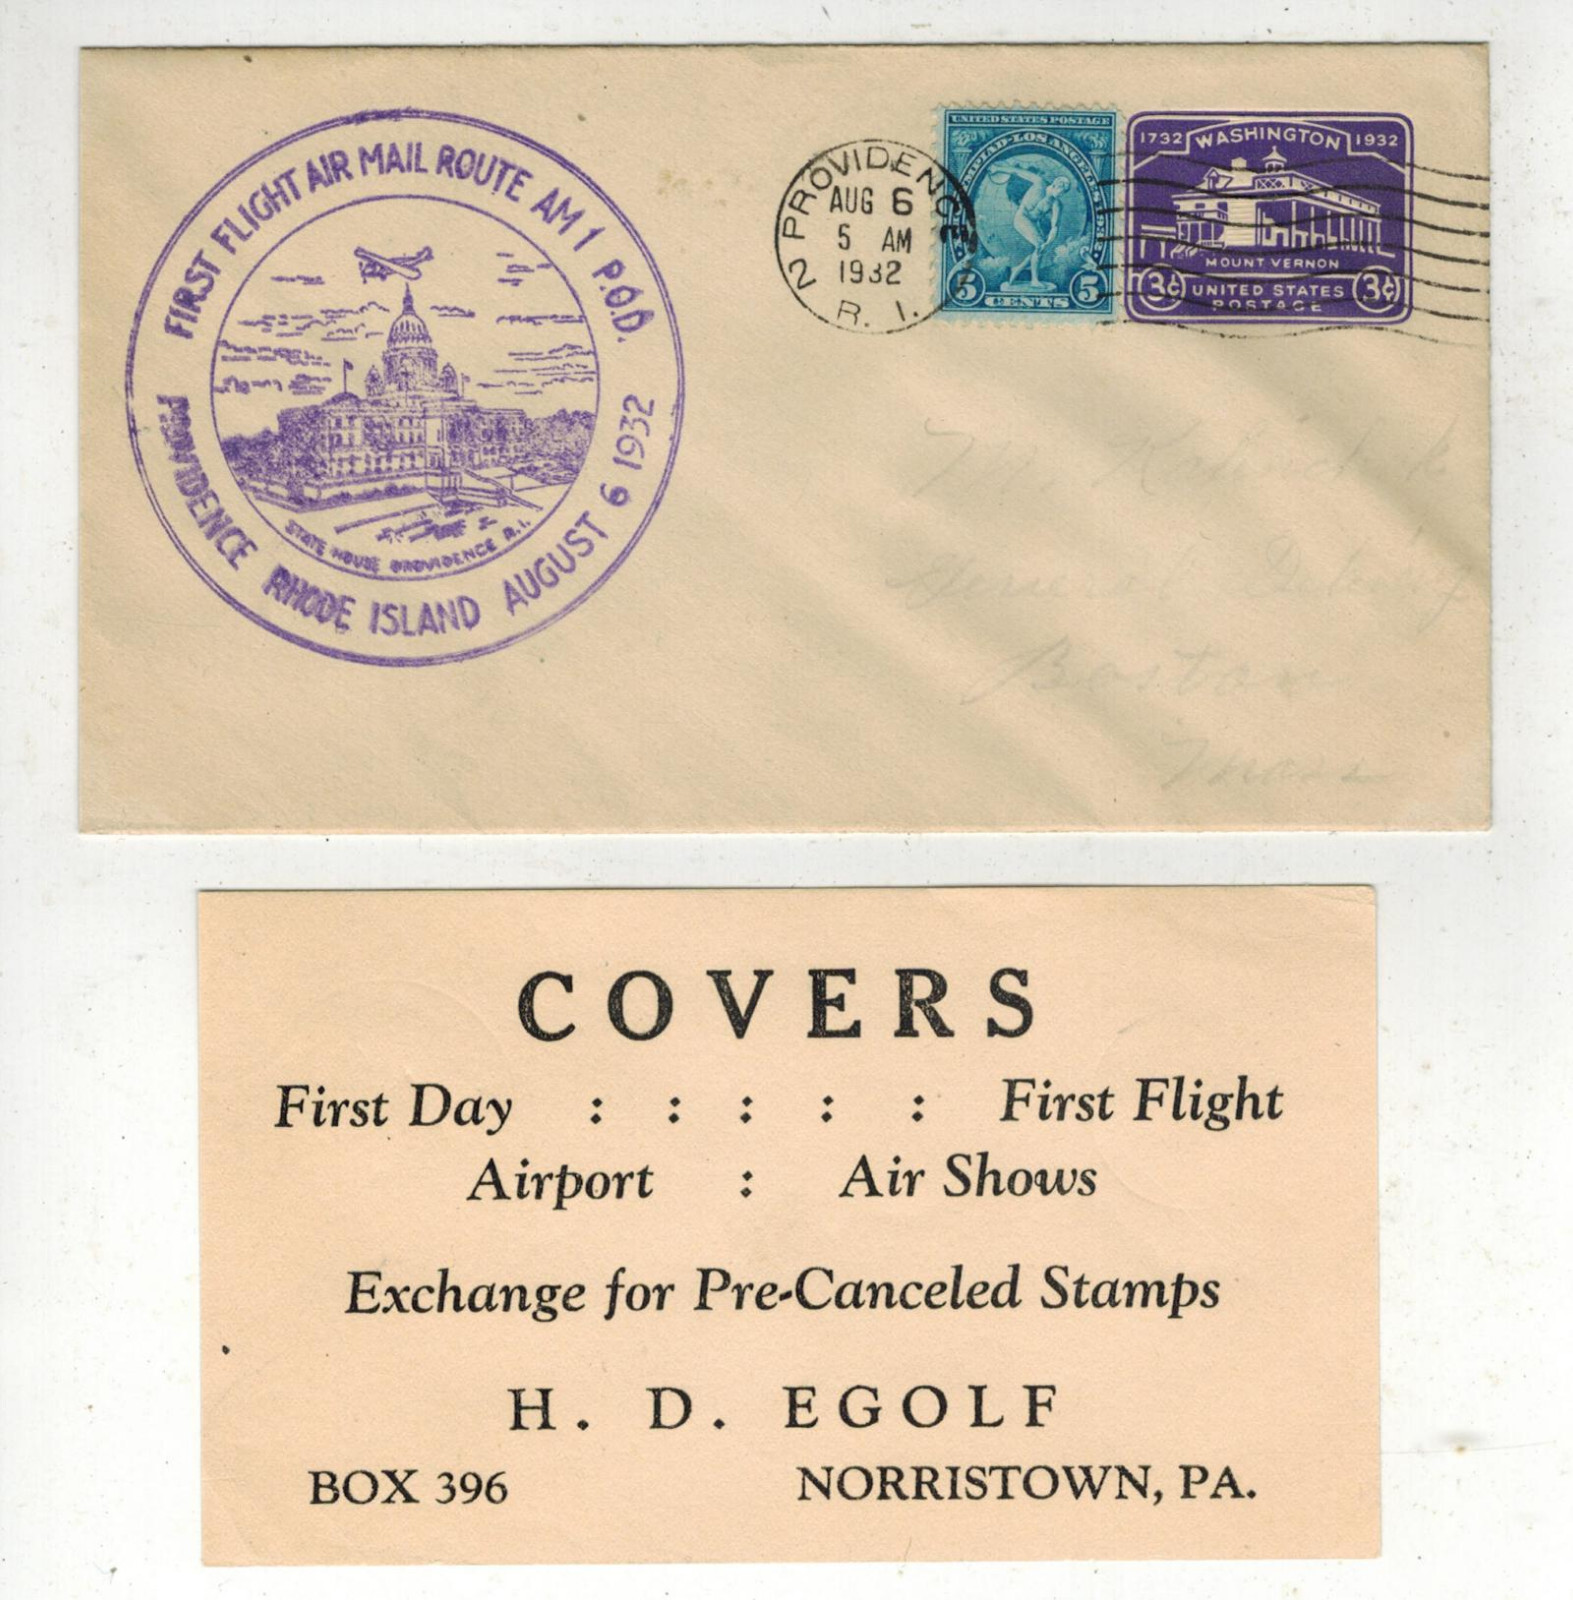 FIRST FLIGHT AIR MAIL ROUTE AM 1 P.O.D.
PROVIDENCE RHODE ISLAND AUGUST 6 1932
STATE HOUSE PROVIDENCE R.I.
2 PROVIDENCE
AUG 6
5 AM
1932
R. I.
UNITED STATES POSTAGE
5 CENTS 5
1732 WASHINGTON 1932
MOUNT VERNON
3¢ UNITED STATES 3¢
POSTAGE
General
Boston
Mass
COVERS
First Day : : : : : First Flight
Airport : Air Shows
Exchange for Pre-Canceled Stamps
H. D. EGOLF
BOX 396 NORRISTOWN, PA.